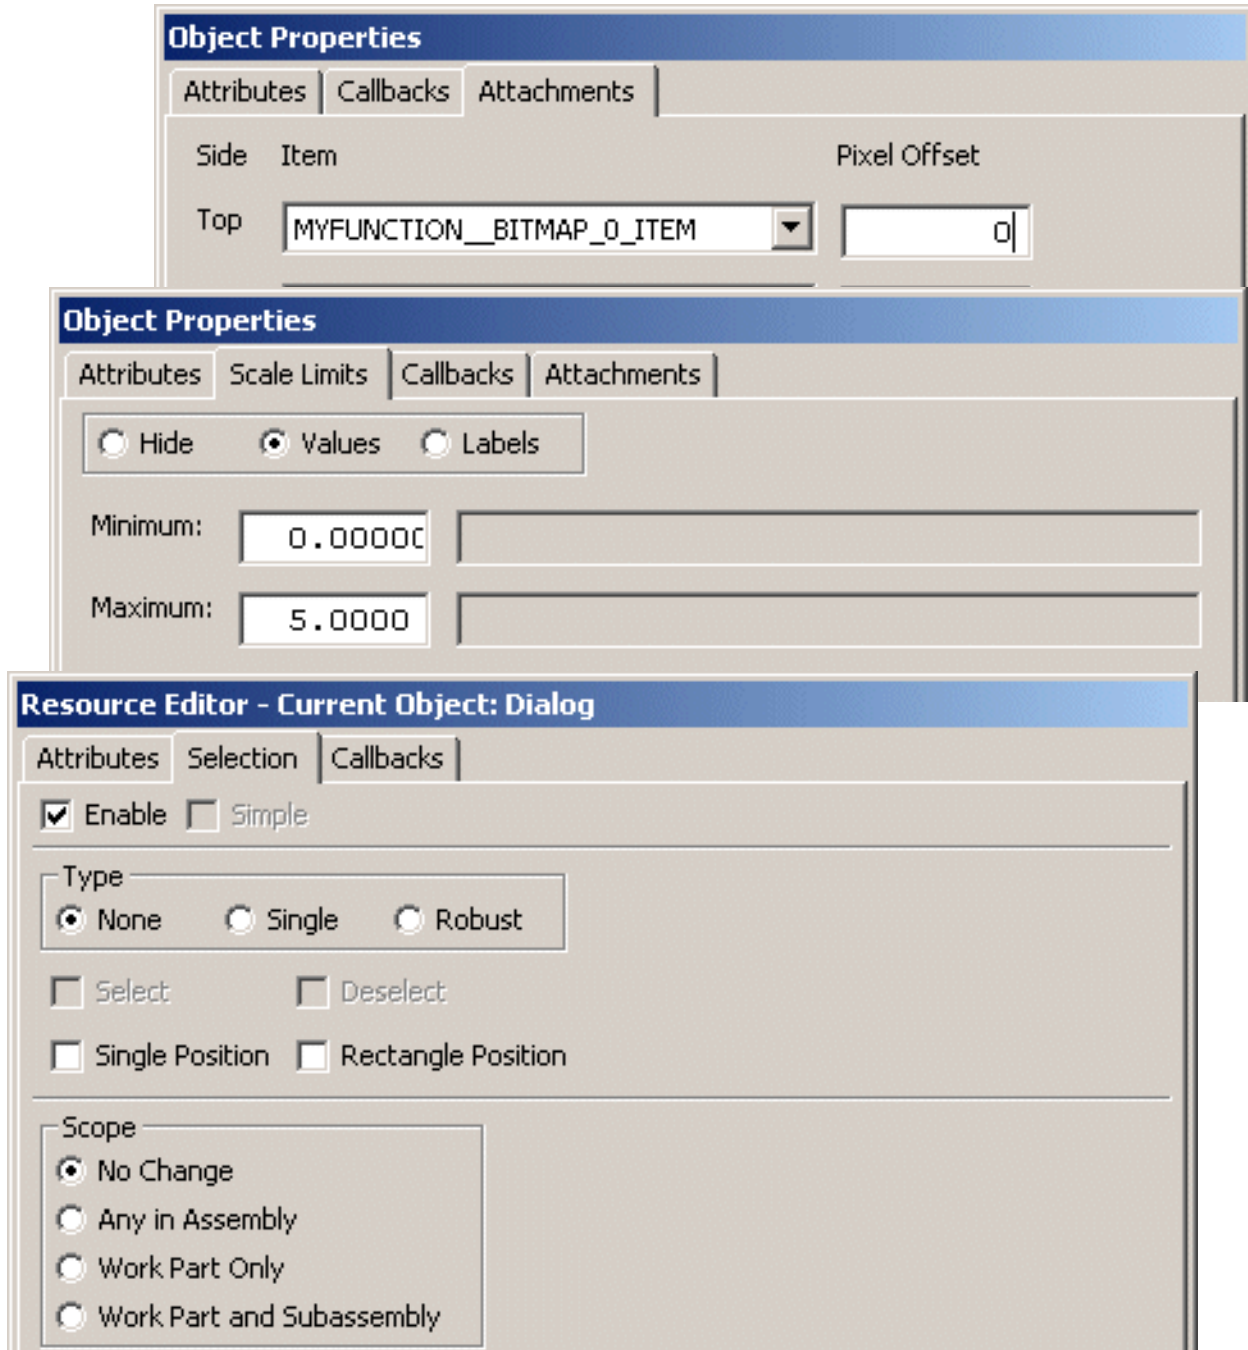 Object Properties
Attributes Callbacks Attachments
Side Item Pixel Offset
Top MYFUNCTION__BITMAP_0_ITEM 0
Object Properties
Attributes Scale Limits Callbacks Attachments
Hide Values Labels
Minimum: 0.00000
Maximum: 5.0000
Resource Editor - Current Object: Dialog
Attributes Selection Callbacks
Enable Simple
Type
None Single Robust
Select Deselect
Single Position Rectangle Position
Scope
No Change
Any in Assembly
Work Part Only
Work Part and Subassembly